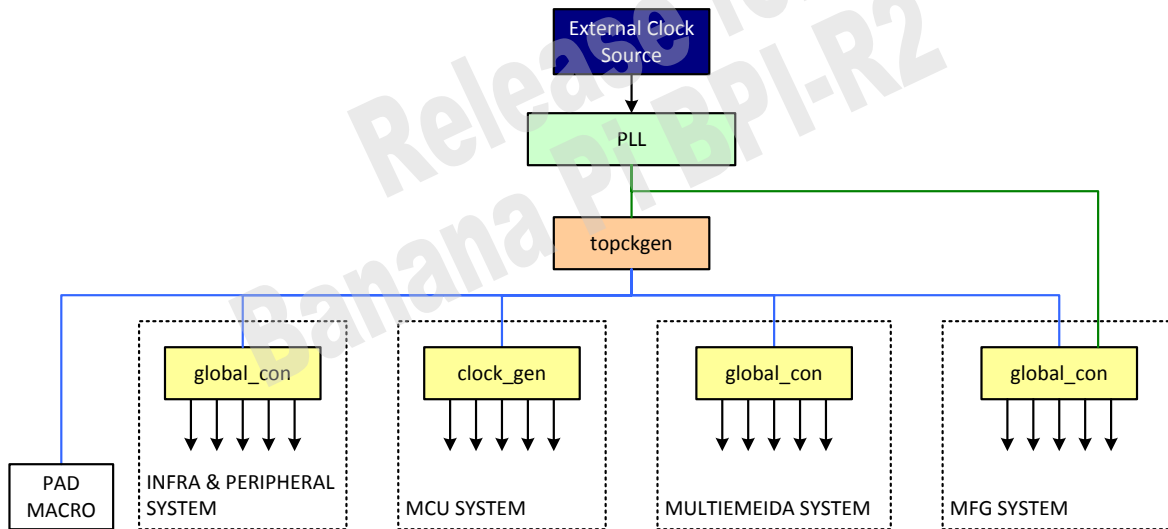 External Clock
Source
PLL
topckgen
global_con
clock_gen
global_con
global_con
PAD
MACRO
INFRA & PERIPHERAL
SYSTEM
MCU SYSTEM
MULTIEMEIDA SYSTEM
MFG SYSTEM
Release
Banana Pi BPI-R2